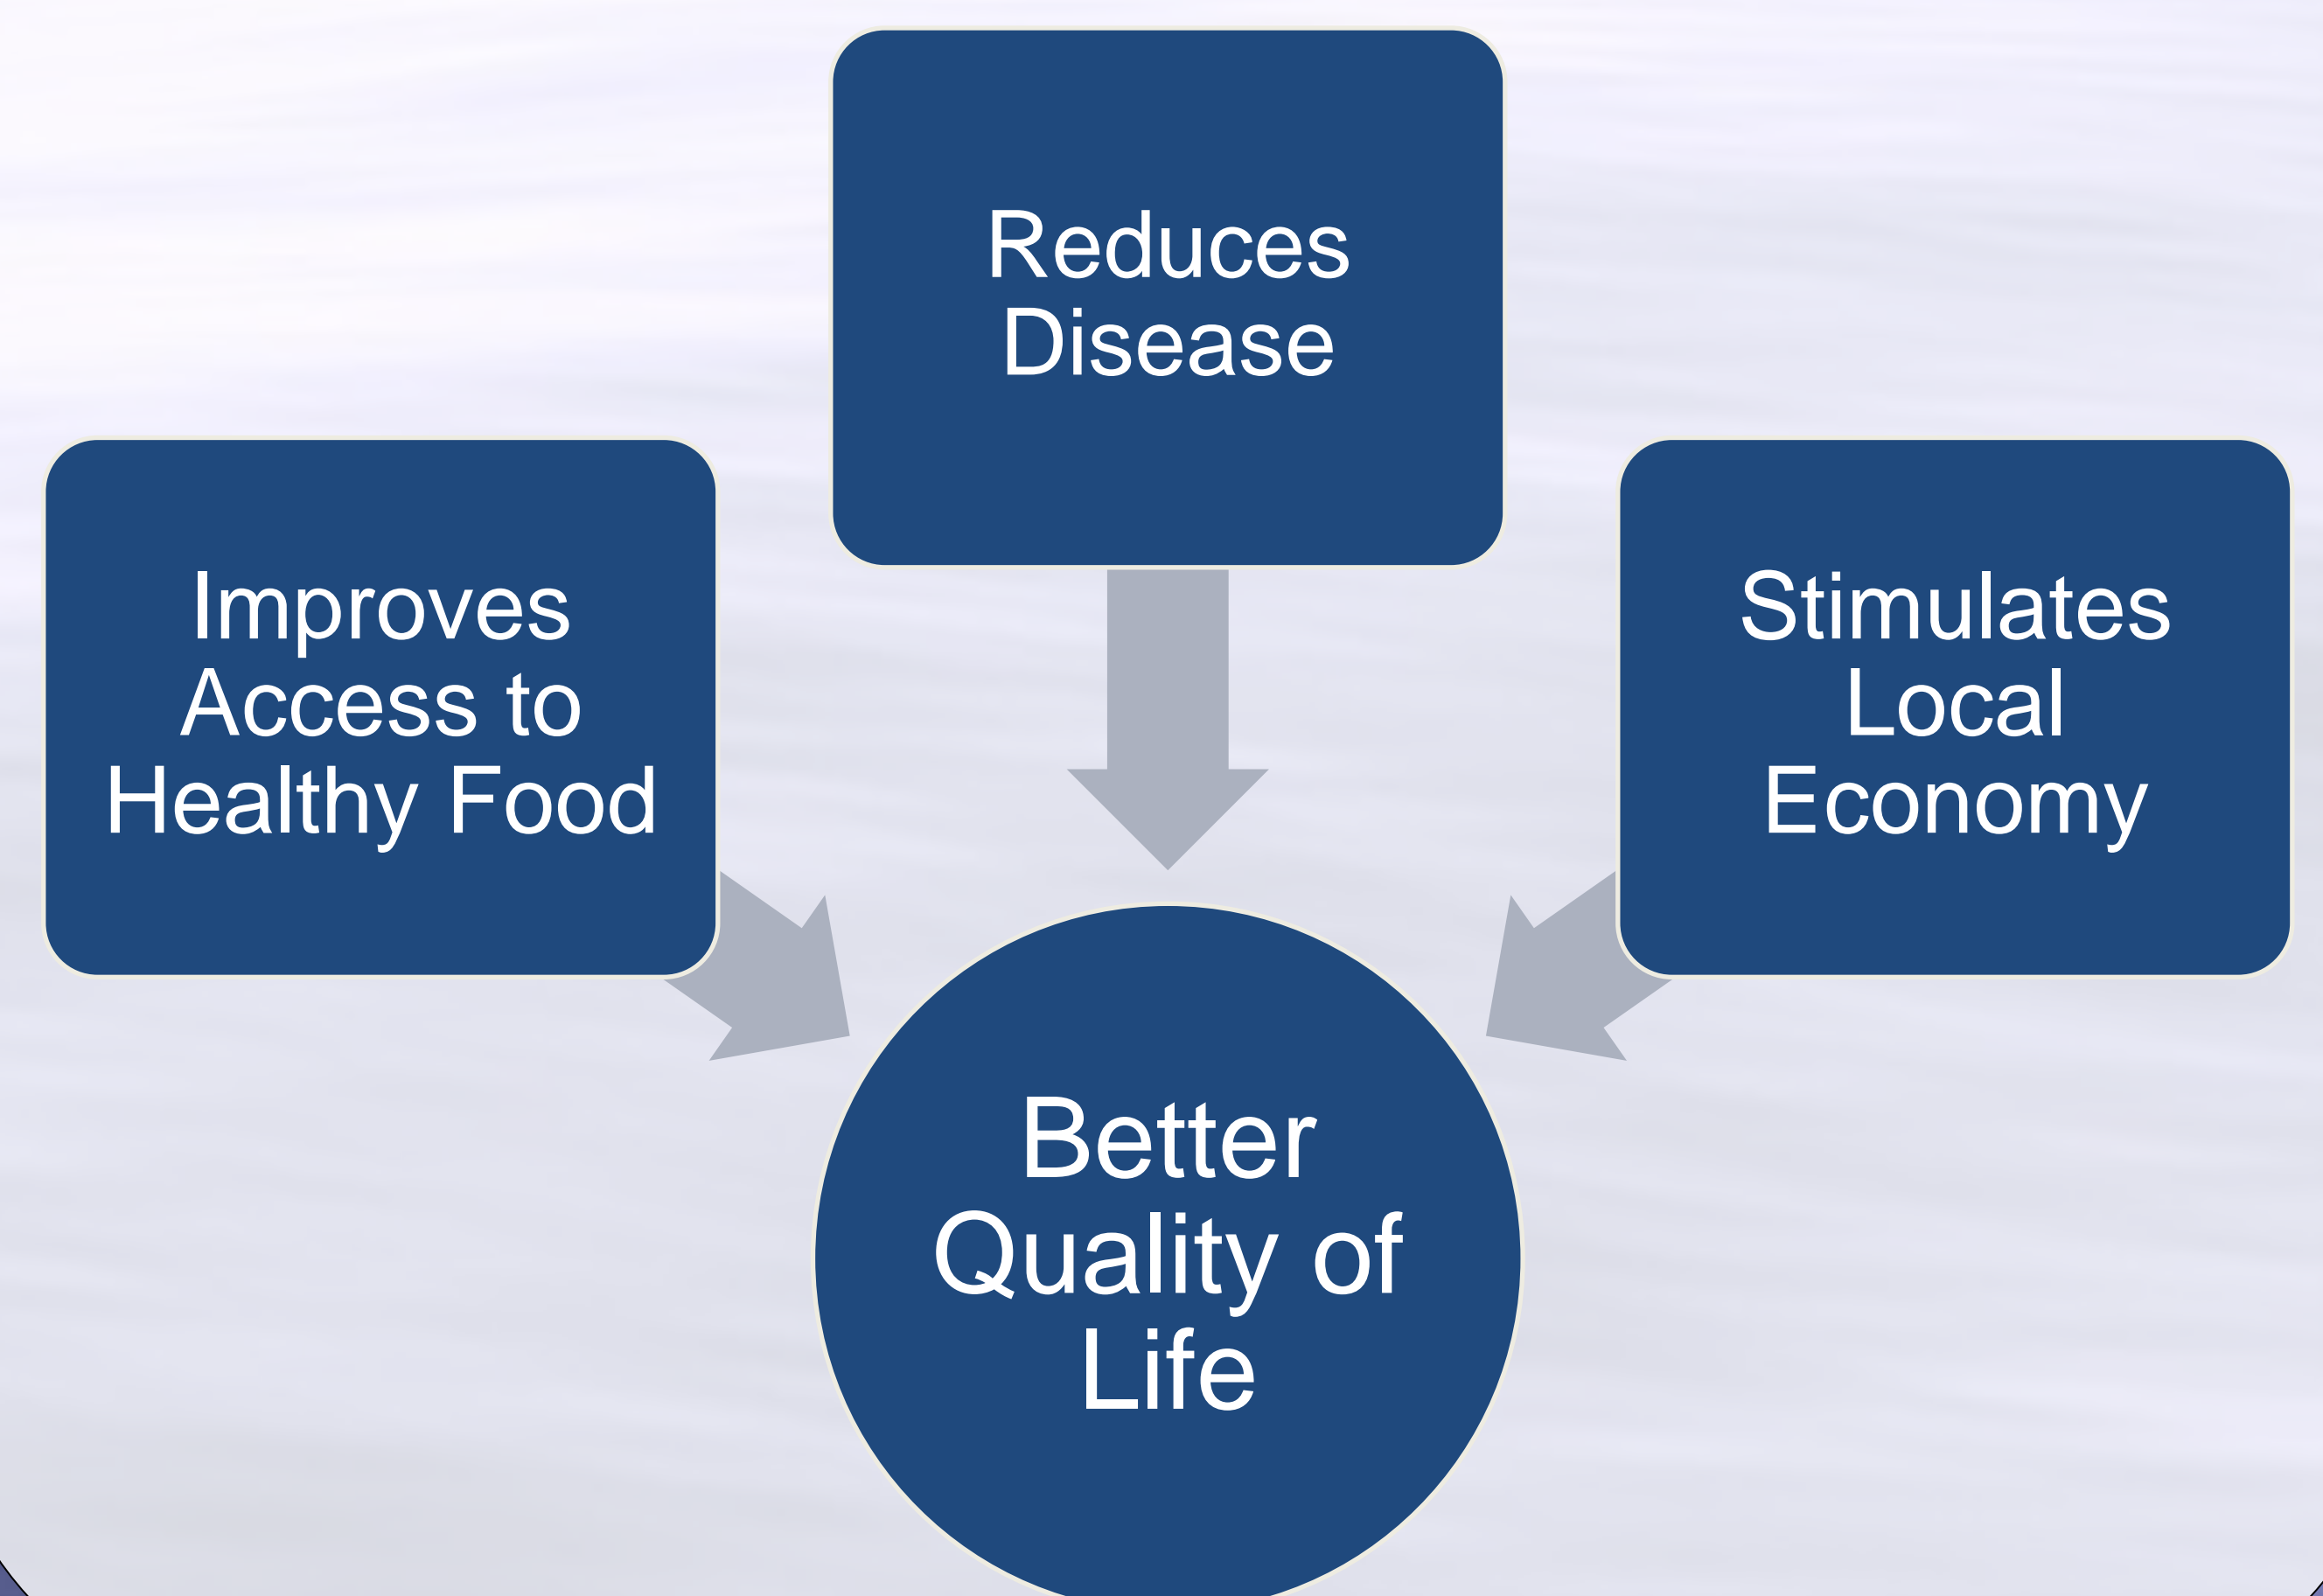 Reduces
Disease
Improves
Access to
Healthy Food
Stimulates
Local
Economy
Better
Quality of
Life